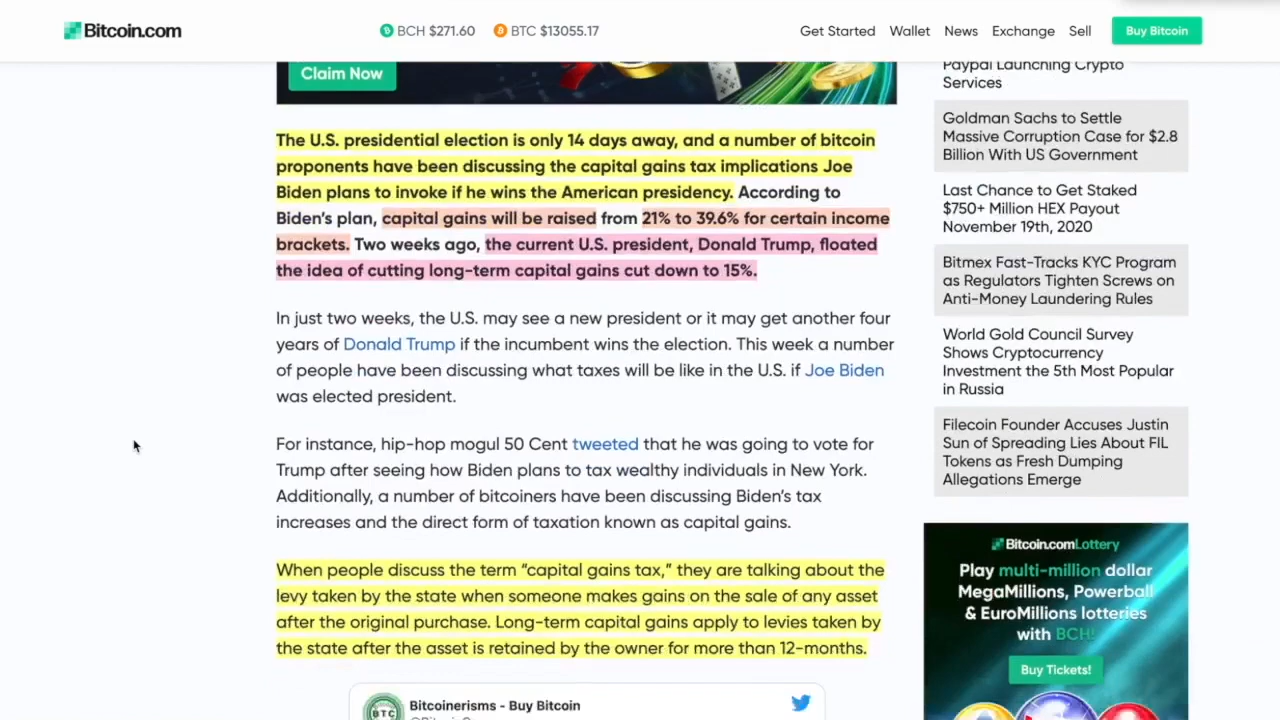 Bitcoin.com
BCH $271.60
BTC $13055.17
Get Started
Wallet
News
Exchange
Sell
Buy Bitcoin
Claim Now
The U.S. presidential election is only 14 days away, and a number of bitcoin
proponents have been discussing the capital gains tax implications Joe
Biden plans to invoke if he wins the American presidency. According to
Biden's plan, capital gains will be raised from 21% to 39.6% for certain income
brackets. Two weeks ago, the current U.S. president, Donald Trump, floated
the idea of cutting long-term capital gains cut down to 15%.
In just two weeks, the U.S. may see a new president or it may get another four
years of Donald Trump if the incumbent wins the election. This week a number
of people have been discussing what taxes will be like in the U.S. if Joe Biden
was elected president.
For instance, hip-hop mogul 50 Cent tweeted that he was going to vote for
Trump after seeing how Biden plans to tax wealthy individuals in New York.
Additionally, a number of bitcoiners have been discussing Biden's tax
increases and the direct form of taxation known as capital gains.
When people discuss the term “capital gains tax,” they are talking about the
levy taken by the state when someone makes gains on the sale of any asset
after the original purchase. Long-term capital gains apply to levies taken by
the state after the asset is retained by the owner for more than 12-months.
Bitcoinerisms - Buy Bitcoin
Paypal Launching Crypto
Services
Goldman Sachs to Settle
Massive Corruption Case for $2.8
Billion With US Government
Last Chance to Get Staked
$750+ Million HEX Payout
November 19th, 2020
Bitmex Fast-Tracks KYC Program
as Regulators Tighten Screws on
Anti-Money Laundering Rules
World Gold Council Survey
Shows Cryptocurrency
Investment the 5th Most Popular
in Russia
Filecoin Founder Accuses Justin
Sun of Spreading Lies About FIL
Tokens as Fresh Dumping
Allegations Emerge
Bitcoin.comLottery
Play multi-million dollar
MegaMillions, Powerball
& EuroMillions lotteries
with BCH!
Buy Tickets!